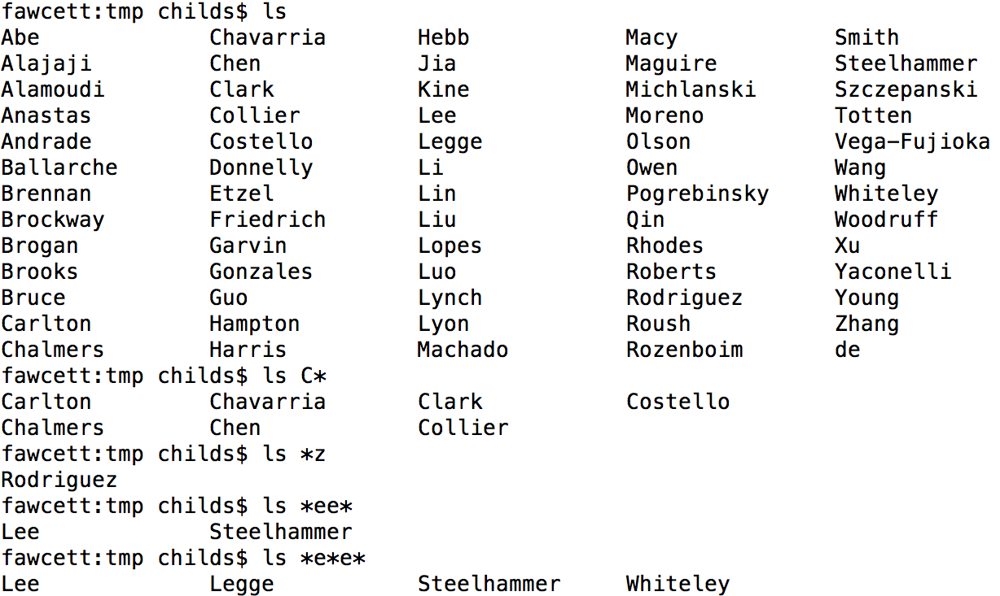 fawcett:tmp childs$ ls
Abe Chavarria Hebb Macy Smith
Alajaji Chen Jia Maguire Steelhammer
Alamoudi Clark Kine Michlanski Szczepanski
Anastas Collier Lee Moreno Totten
Andrade Costello Legge Olson Vega-Fujioka
Ballarche Donnelly Li Owen Wang
Brennan Etzel Lin Pogrebinsky Whiteley
Brockway Friedrich Liu Qin Woodruff
Brogan Garvin Lopes Rhodes Xu
Brooks Gonzales Luo Roberts Yaconelli
Bruce Guo Lynch Rodriguez Young
Carlton Hampton Lyon Roush Zhang
Chalmers Harris Machado Rozenboim de
fawcett:tmp childs$ ls C*
Carlton Chavarria Clark Costello
Chalmers Chen Collier
fawcett:tmp childs$ ls *z
Rodriguez
fawcett:tmp childs$ ls *ee*
Lee Steelhammer
fawcett:tmp childs$ ls *e*e*
Lee Legge Steelhammer Whiteley